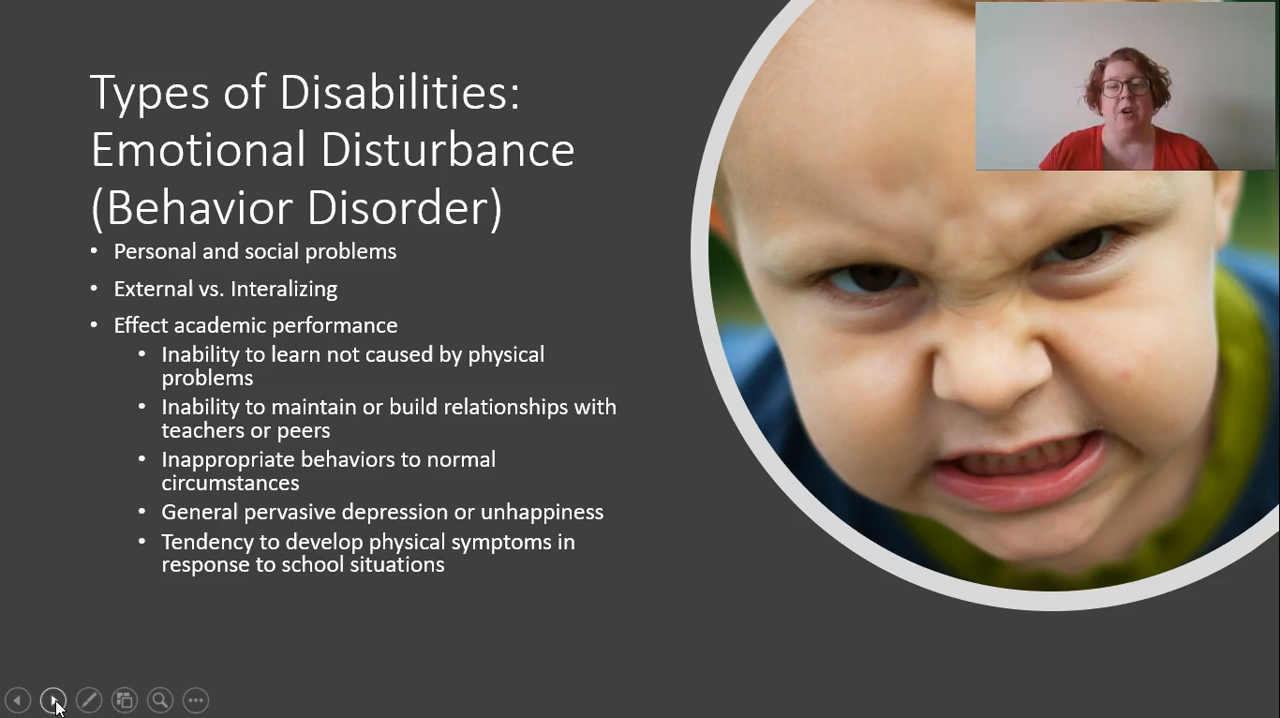 Types of Disabilities:
Emotional Disturbance
(Behavior Disorder)
• Personal and social problems
• External vs. Interalizing
• Effect academic performance
• Inability to learn not caused by physical
problems
• Inability to maintain or build relationships with
teachers or peers
• Inappropriate behaviors to normal
circumstances
• General pervasive depression or unhappiness
• Tendency to develop physical symptoms in
response to school situations